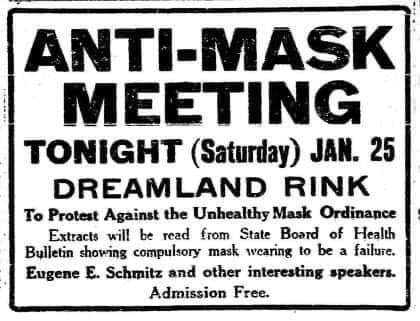 ANTI-MASK
MEETING
TONIGHT (Saturday) JAN. 25
DREAMLAND RINK
To Protest Against the Unhealthy Mask Ordinance
Extracts will be read from State Board of Health
Bulletin showing compulsory mask wearing to be a failure.
Eugene E. Schmitz and other interesting speakers.
Admission Free.